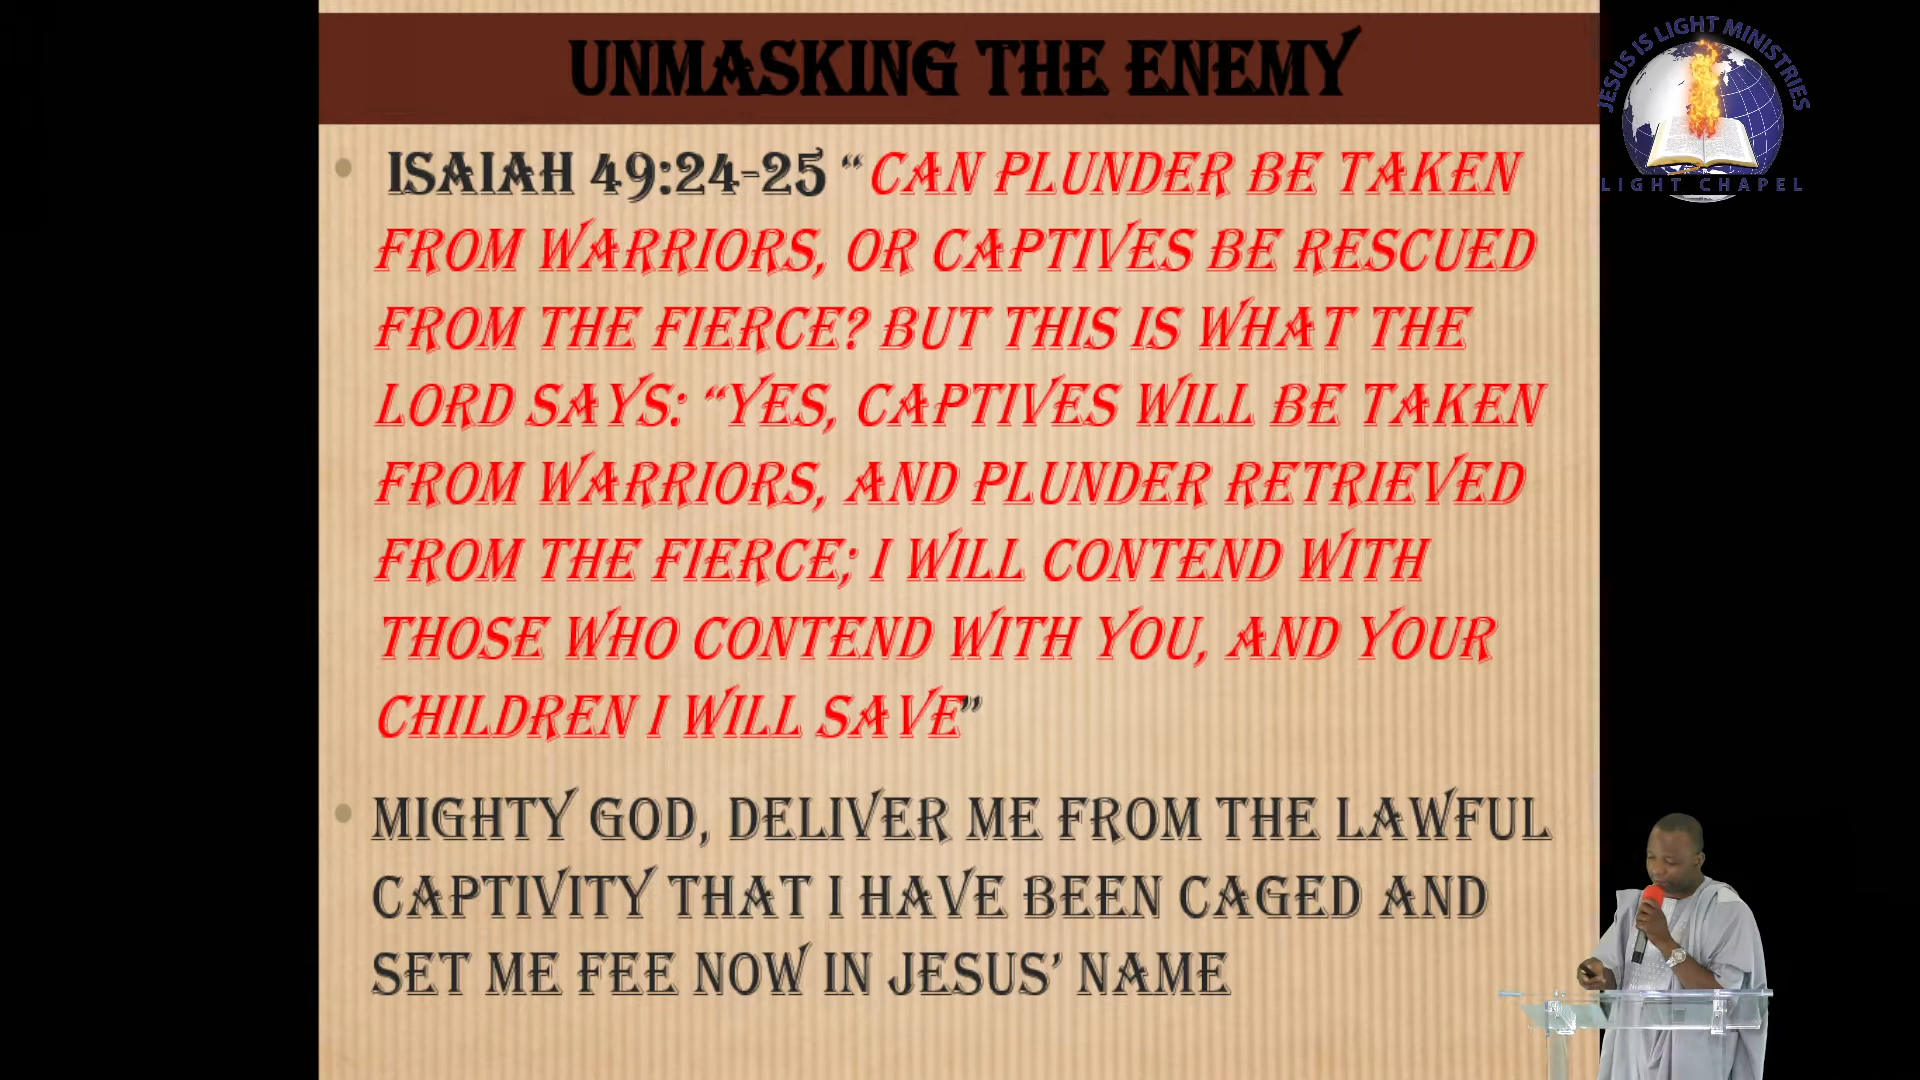 UNMASKING THE ENEMY
ISAIAH 49:24-25 “CAN PLUNDER BE TAKEN
FROM WARRIORS, OR CAPTIVES BE RESCUED
FROM THE FIERCE? BUT THIS IS WHAT THE
LORD SAYS: “YES, CAPTIVES WILL BE TAKEN
FROM WARRIORS, AND PLUNDER RETRIEVED
FROM THE FIERCE; I WILL CONTEND WITH
THOSE WHO CONTEND WITH YOU, AND YOUR
CHILDREN I WILL SAVE”
MIGHTY GOD, DELIVER ME FROM THE LAWFUL
CAPTIVITY THAT I HAVE BEEN CAGED AND
SET ME FEE NOW IN JESUS’ NAME
JESUS IS LIGHT MINISTRIES
LIGHT CHAPEL